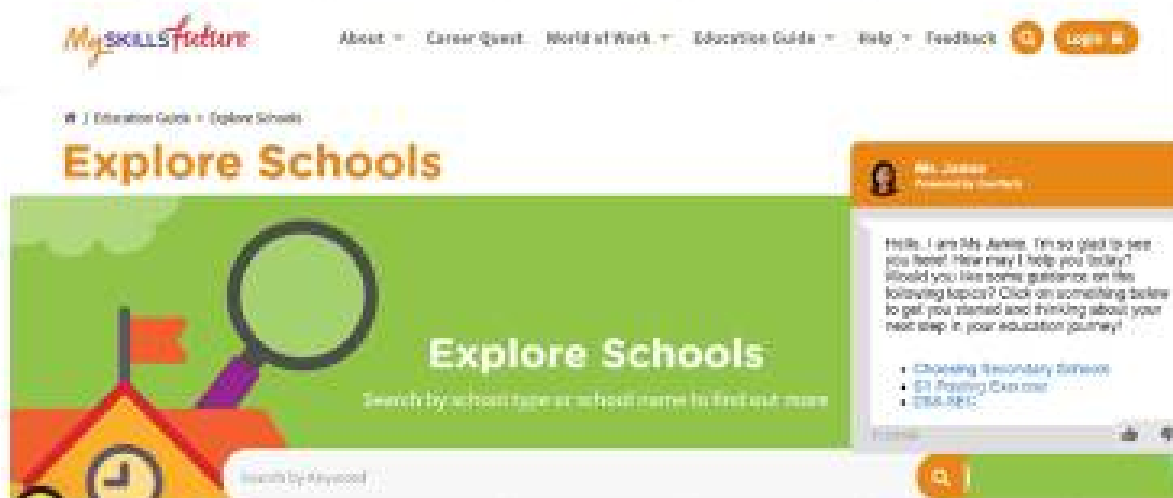 MySKILLSfuture
About Career Quest World of Work Education Guide Help Feedback Login
/ Education Guide > Explore Schools
Explore Schools
Explore Schools
Search by school type or school name to find out more
Search by Keyword
Ms. Jamie
Hello, I am Ms Jamie. I'm so glad to see
you here! How may I help you today?
Would you like some guidance on the
following topics? Click on something below
to get you started and thinking about your
next step in your education journey!
Choosing Secondary Schools
S1 Posting Exercise